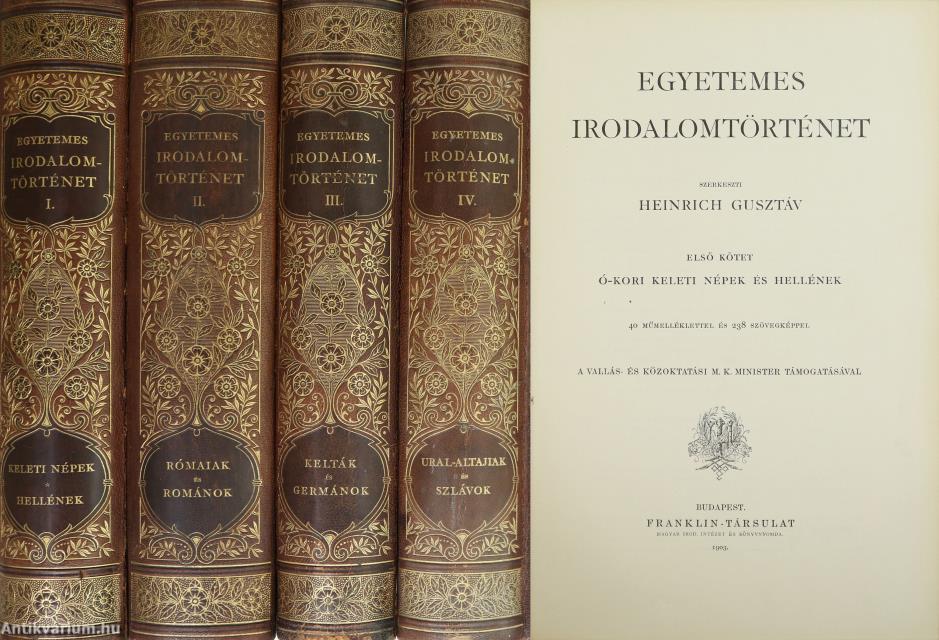 EGYETEMES
IRODALOM-
TÖRTÉNET
I.
KELETI NÉPEK
*
HELLÉNEK
EGYETEMES
IRODALOM-
TÖRTÉNET
II.
RÓMAIAK
ÉS
ROMÁNOK
EGYETEMES
IRODALOM-
TÖRTÉNET
III.
KELTÁK
ÉS
GERMÁNOK
EGYETEMES
IRODALOM-
TÖRTÉNET
IV.
URAL-ALTAJIAK
ÉS
SZLÁVOK
EGYETEMES
IRODALOMTÖRTÉNET
SZERKESZTI
HEINRICH GUSZTÁV
ELSŐ KÖTET
Ó-KORI KELETI NÉPEK ÉS HELLÉNEK
40 MŰMELLÉKLETTEL ÉS 238 SZÖVEGKÉPPEL
A VALLÁS- ÉS KÖZOKTATÁSI M. K. MINISTER TÁMOGATÁSÁVAL
BUDAPEST.
FRANKLIN-TÁRSULAT
MAGYAR IROD. INTÉZET ÉS KÖNYVNYOMDA.
1903.
Antikvarium.hu